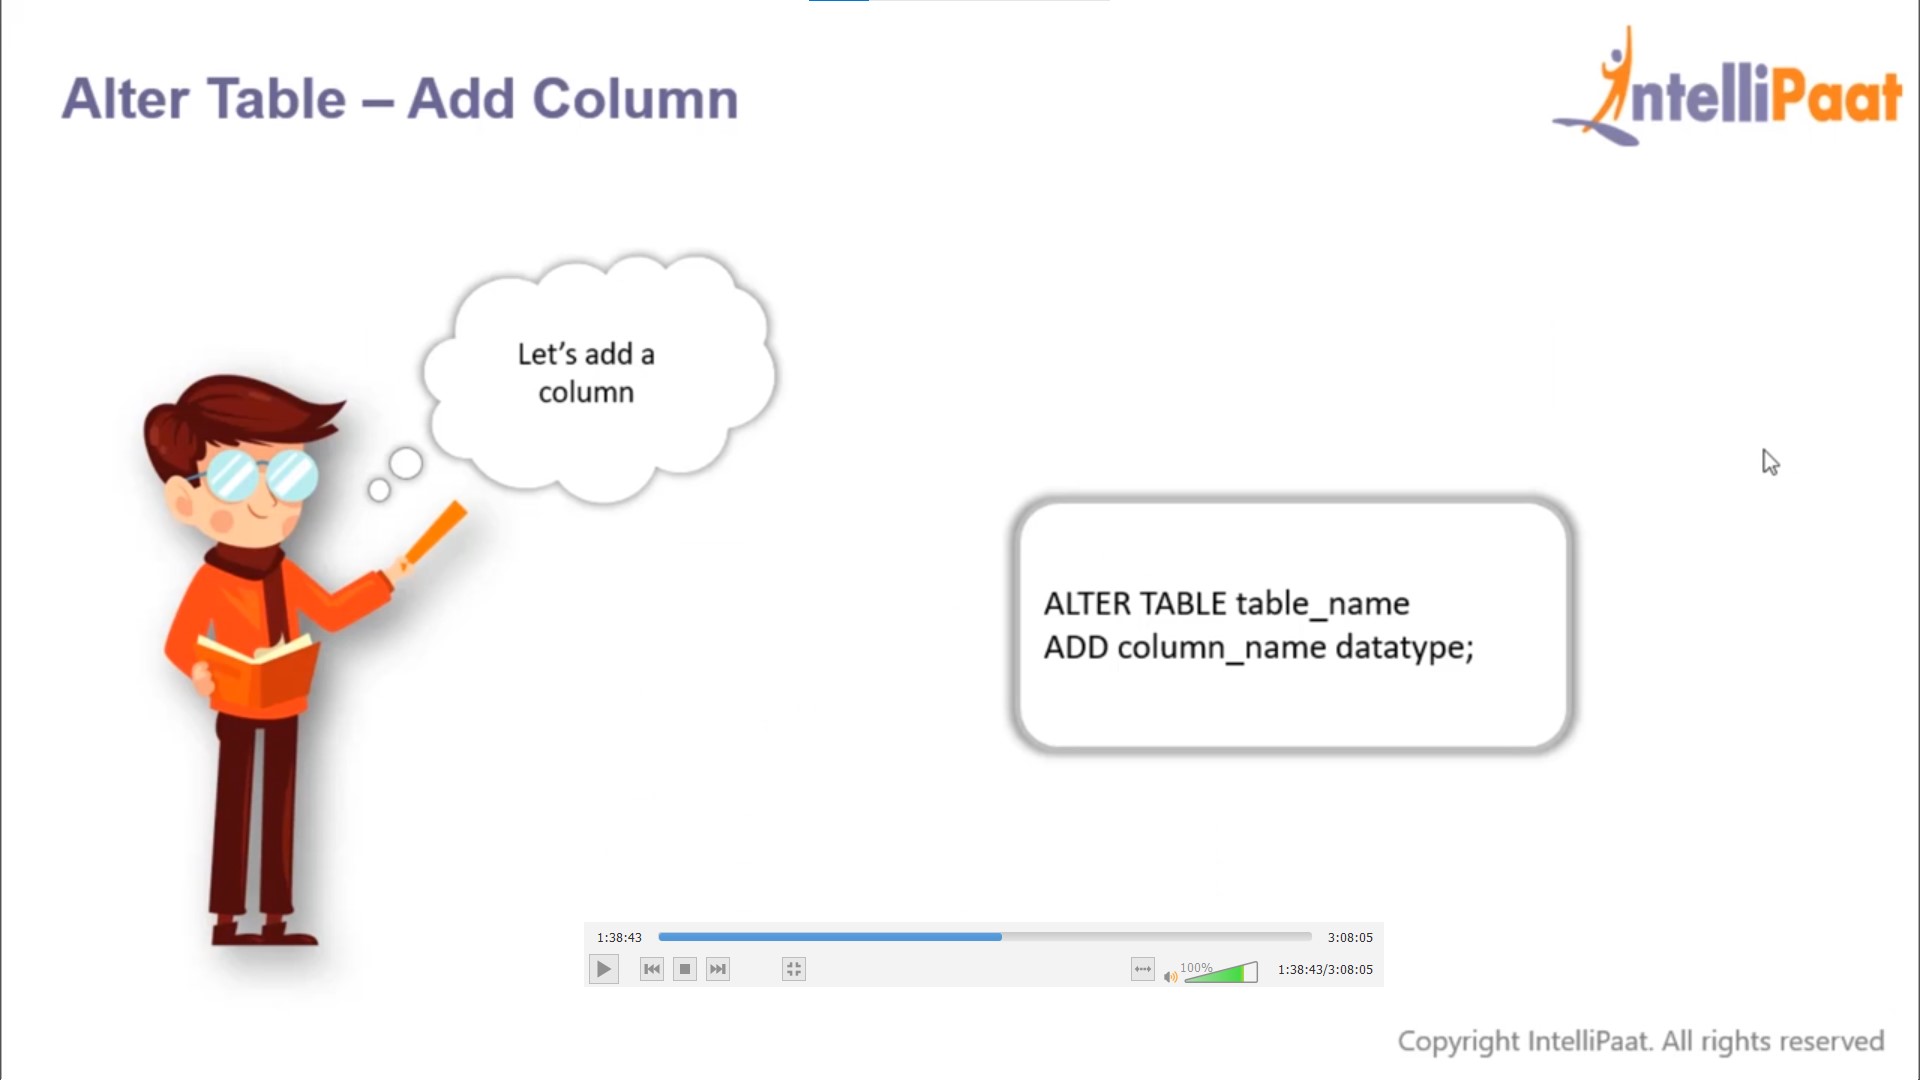 Alter Table – Add Column
IntelliPaat
Let's add a
column
ALTER TABLE table_name
ADD column_name datatype;
1:38:43
3:08:05
100%
1:38:43/3:08:05
Copyright IntelliPaat. All rights reserved